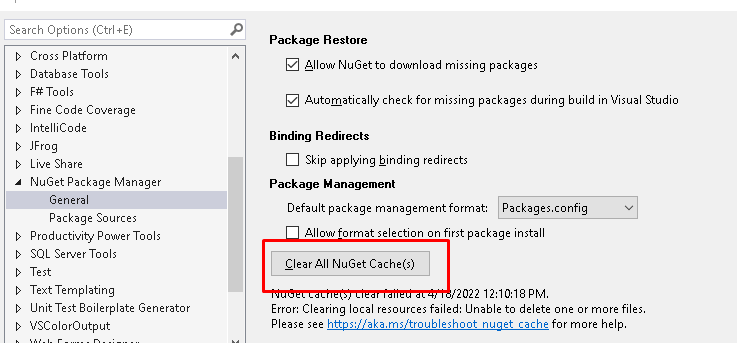 Search Options (Ctrl+E)
Cross Platform
Database Tools
F# Tools
Fine Code Coverage
IntelliCode
JFrog
Live Share
NuGet Package Manager
General
Package Sources
Productivity Power Tools
SQL Server Tools
Test
Text Templating
Unit Test Boilerplate Generator
VSColorOutput
Web Forms Designer
Package Restore
Allow NuGet to download missing packages
Automatically check for missing packages during build in Visual Studio
Binding Redirects
Skip applying binding redirects
Package Management
Default package management format: Packages.config
Allow format selection on first package install
Clear All NuGet Cache(s)
NuGet cache(s) clear failed at 4/18/2022 12:10:18 PM.
Error: Clearing local resources failed: Unable to delete one or more files.
Please see https://aka.ms/troubleshoot_nuget_cache for more help.